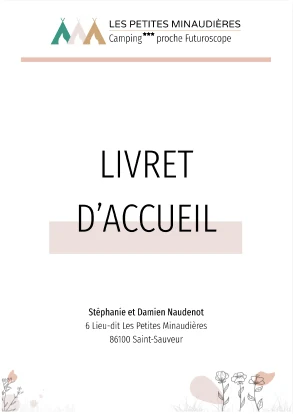 LES PETITES MINAUDIÈRES
Camping*** proche Futuroscope
LIVRET
D'ACCUEIL
Stéphanie et Damien Naudenot
6 Lieu-dit Les Petites Minaudières
86100 Saint-Sauveur